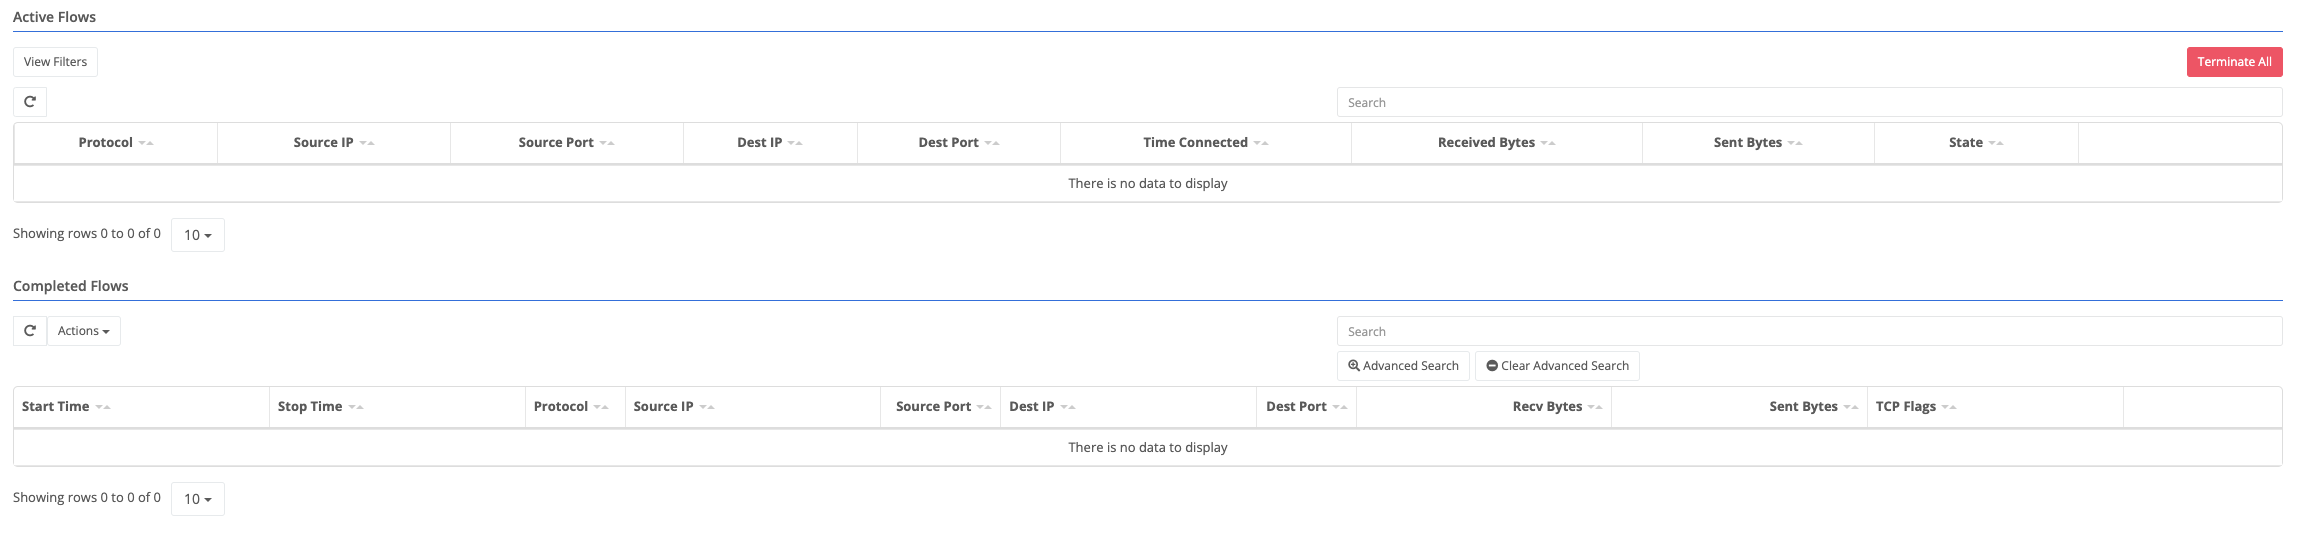 Active Flows
View Filters
Terminate All
Search
Protocol Source IP Source Port Dest IP Dest Port Time Connected Received Bytes Sent Bytes State
There is no data to display
Showing rows 0 to 0 of 0 10
Completed Flows
Actions
Search
Advanced Search Clear Advanced Search
Start Time Stop Time Protocol Source IP Source Port Dest IP Dest Port Recv Bytes Sent Bytes TCP Flags
There is no data to display
Showing rows 0 to 0 of 0 10